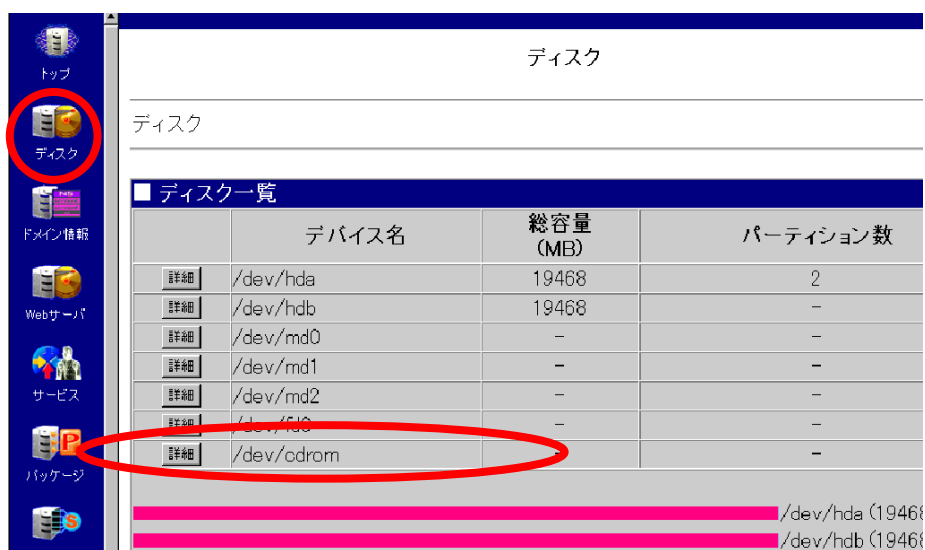 トップ
ディスク
ドメイン情報
Webサーバ
サービス
パッケージ
ディスク
ディスク
■ ディスク一覧
デバイス名 総容量 (MB) パーティション数
詳細 /dev/hda 19468 2
詳細 /dev/hdb 19468 -
詳細 /dev/md0 - -
詳細 /dev/md1 - -
詳細 /dev/md2 - -
詳細 /dev/fd0 - -
詳細 /dev/cdrom - -
/dev/hda (19468
/dev/hdb (19468